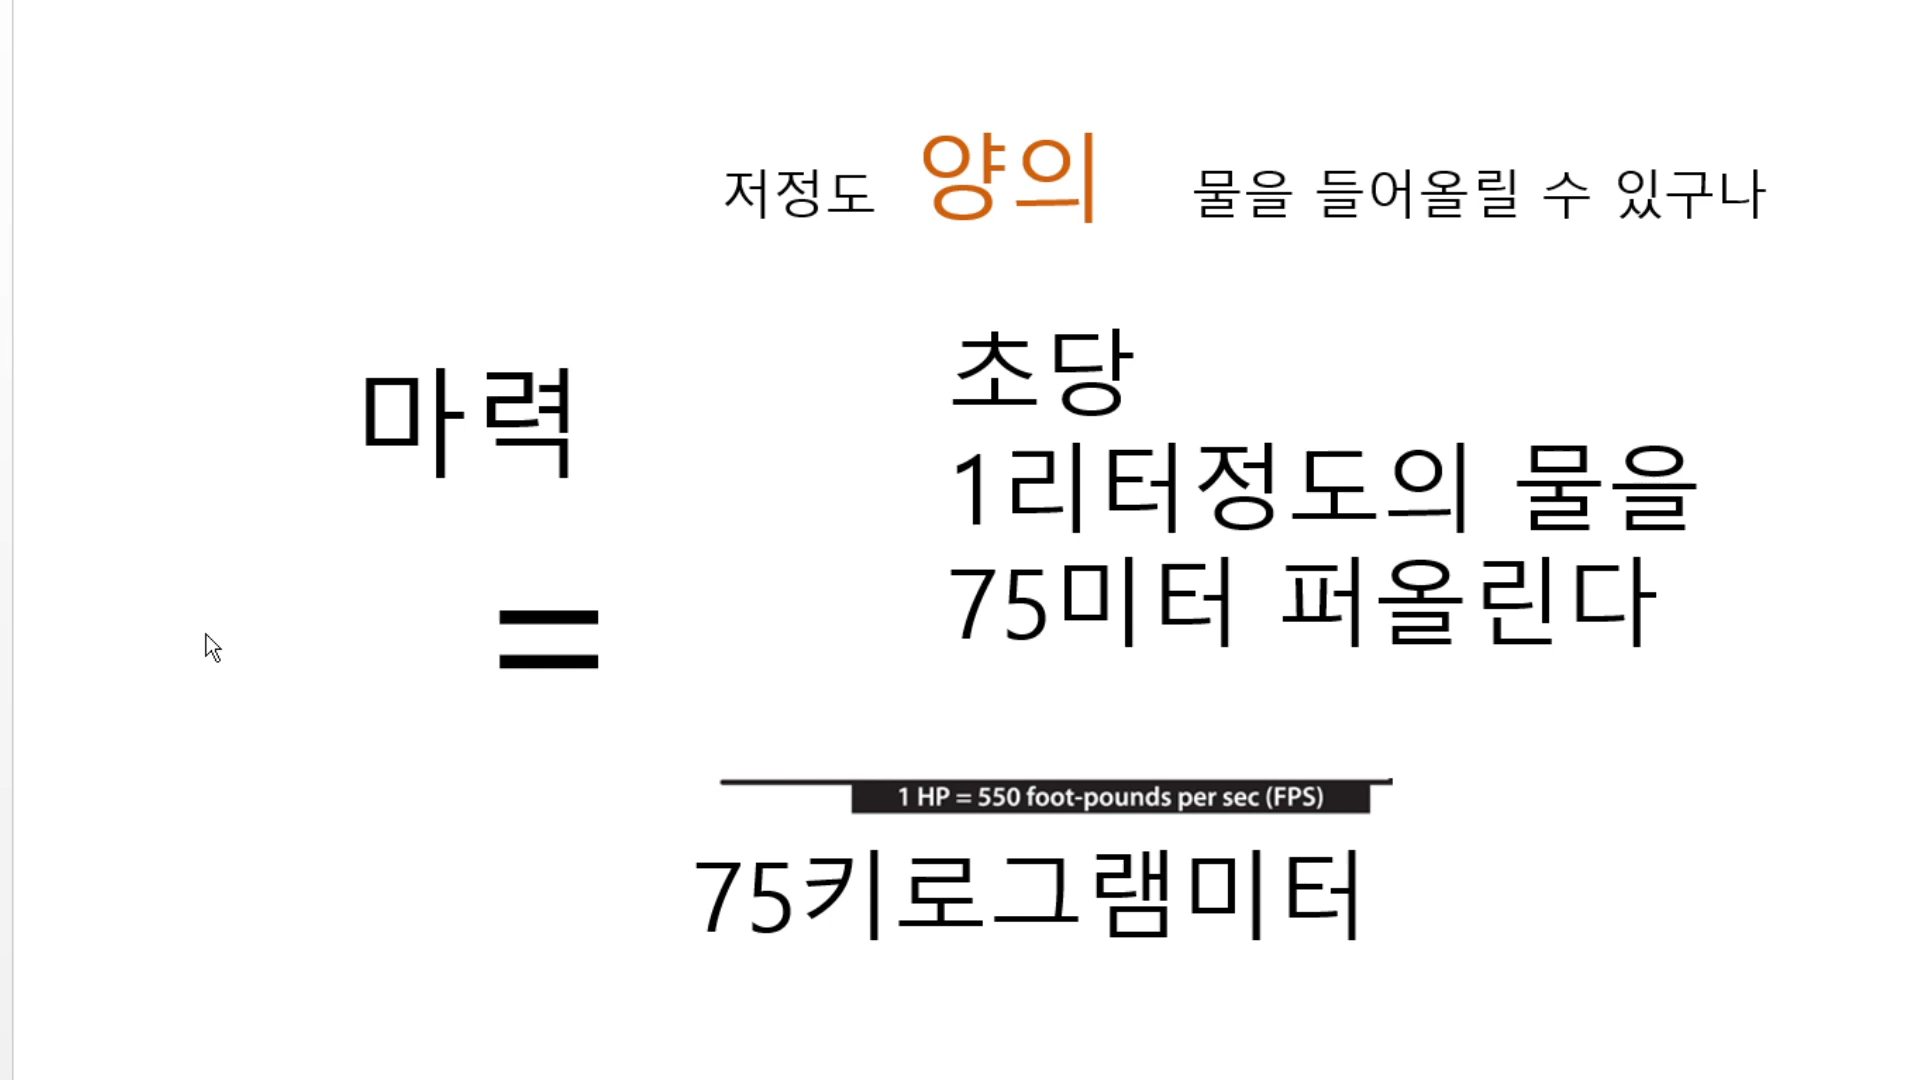 저정도 양의 물을 들어올릴 수 있구나
마력
=
초당
1리터정도의 물을
75미터 퍼올린다
1 HP = 550 foot-pounds per sec (FPS)
75키로그램미터